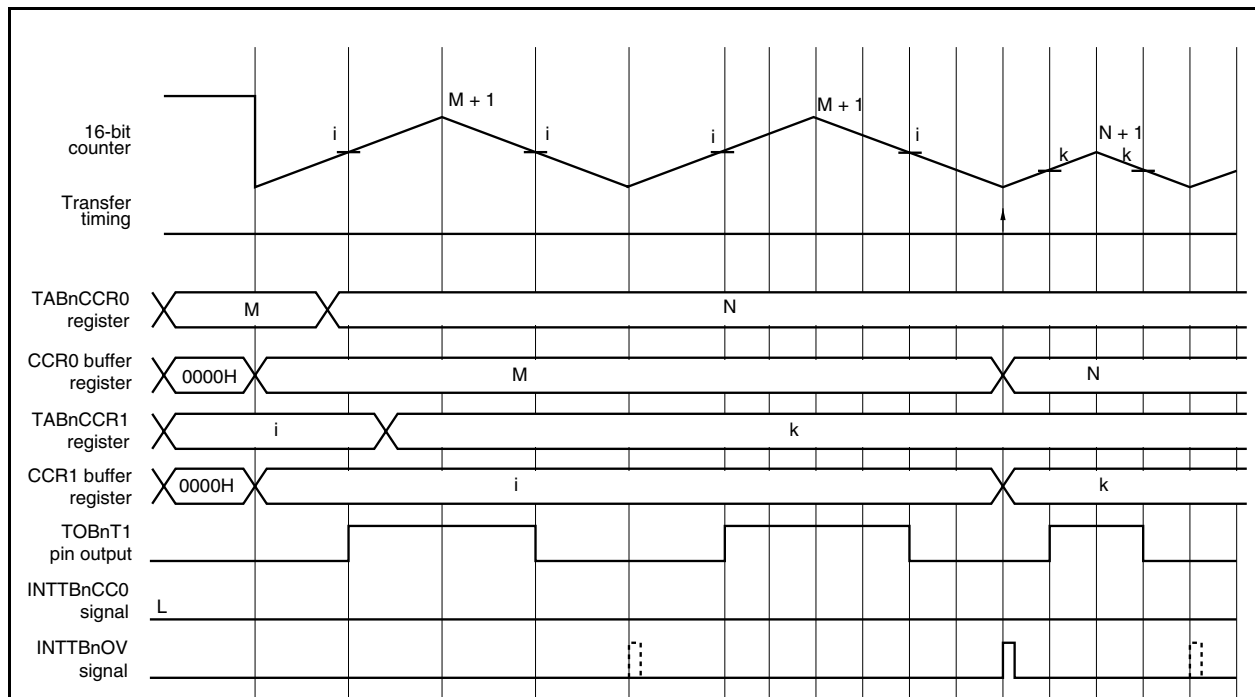 M + 1
M + 1
i
i
i
i
N + 1
k
k
16-bit
counter
Transfer
timing
TABnCCR0
register
M
N
CCR0 buffer
register
0000H
M
N
TABnCCR1
register
i
k
CCR1 buffer
register
0000H
i
k
TOBnT1
pin output
INTTBnCC0
signal
L
INTTBnOV
signal